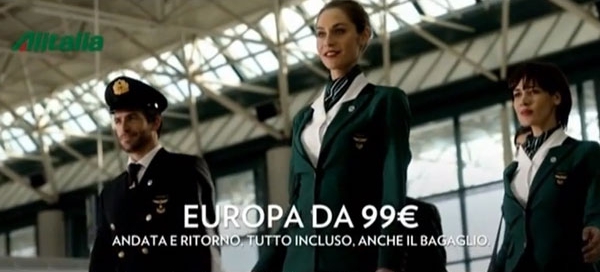 Alitalia
EUROPA DA 99€
ANDATA E RITORNO, TUTTO INCLUSO, ANCHE IL BAGAGLIO.